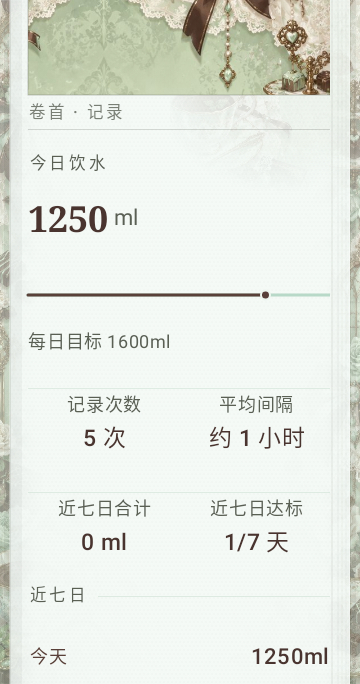 卷首 · 记录
今日饮水
1250 ml
每日目标 1600ml
记录次数 平均间隔
5 次 约 1 小时
近七日合计 近七日达标
0 ml 1/7 天
近七日
今天 1250ml